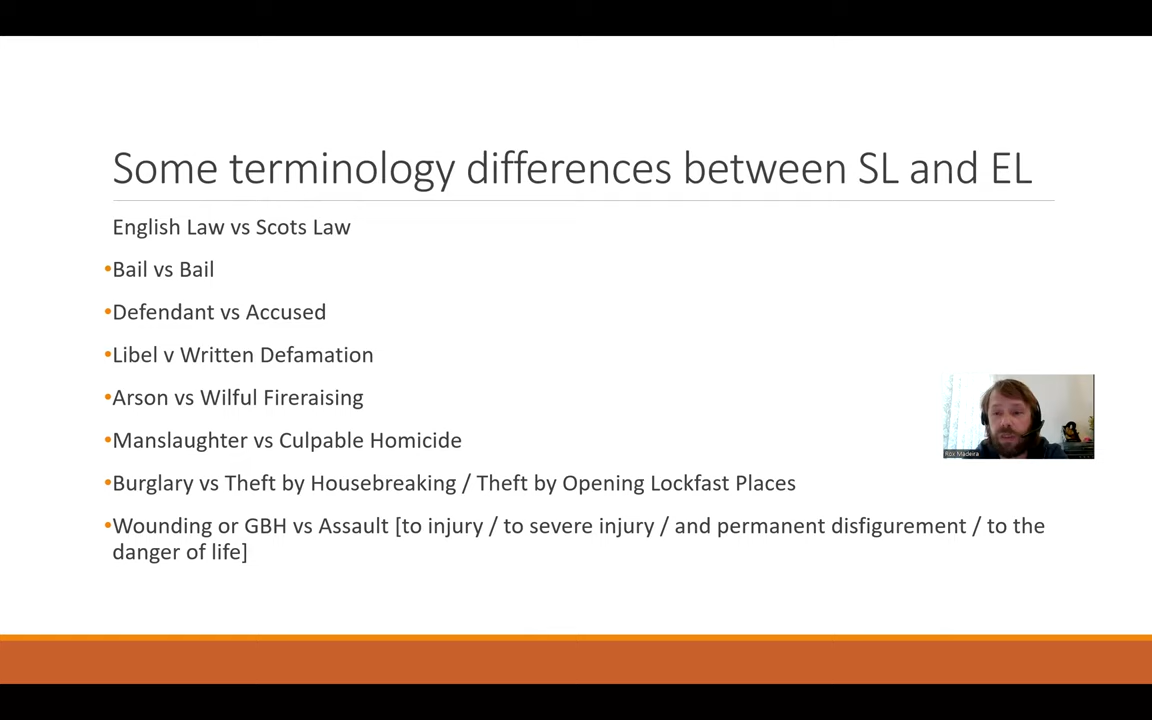 Some terminology differences between SL and EL
English Law vs Scots Law
•Bail vs Bail
•Defendant vs Accused
•Libel v Written Defamation
•Arson vs Wilful Fireraising
•Manslaughter vs Culpable Homicide
•Burglary vs Theft by Housebreaking / Theft by Opening Lockfast Places
•Wounding or GBH vs Assault [to injury / to severe injury / and permanent disfigurement / to the
danger of life]
Rox Madeira